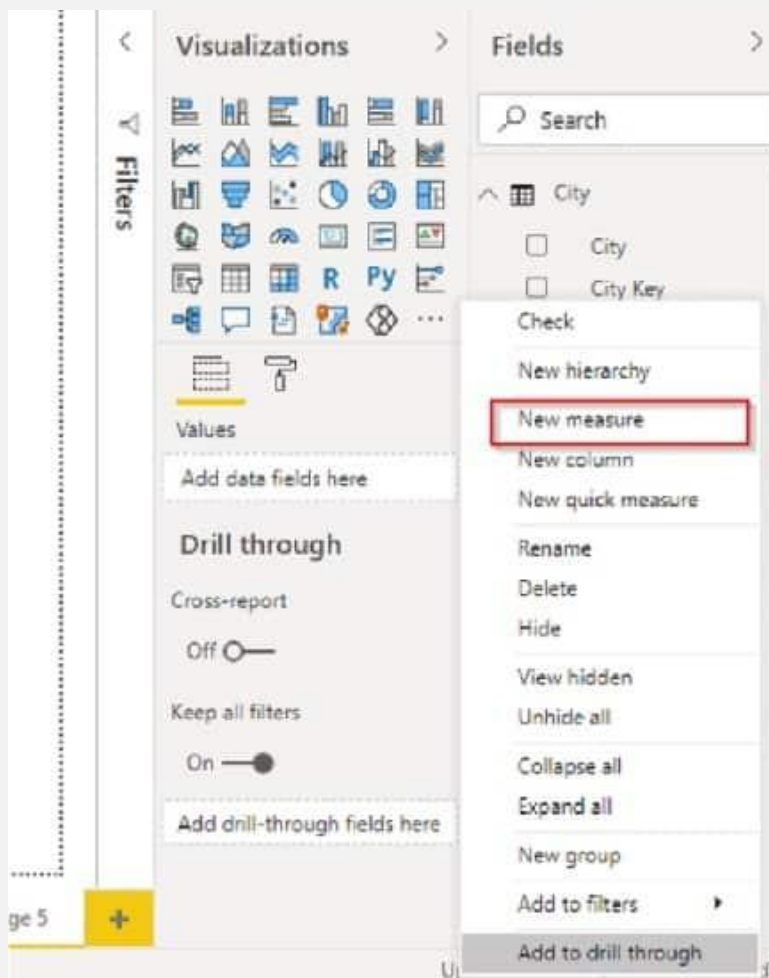 Visualizations
Fields
Filters
Search
City
City
City Key
R
Py
Values
Add data fields here
Drill through
Cross-report
Off
Keep all filters
On
Add drill-through fields here
Check
New hierarchy
New measure
New column
New quick measure
Rename
Delete
Hide
View hidden
Unhide all
Collapse all
Expand all
New group
Add to filters
Add to drill through
ge 5